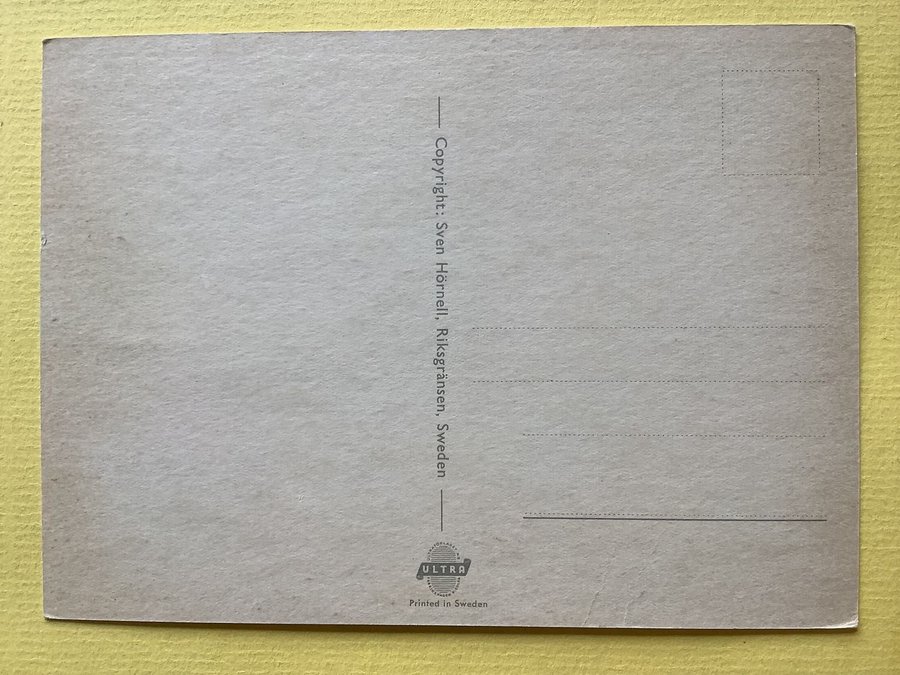 Copyright: Sven Hörnell, Riksgränsen, Sweden
ULTRA
Printed in Sweden